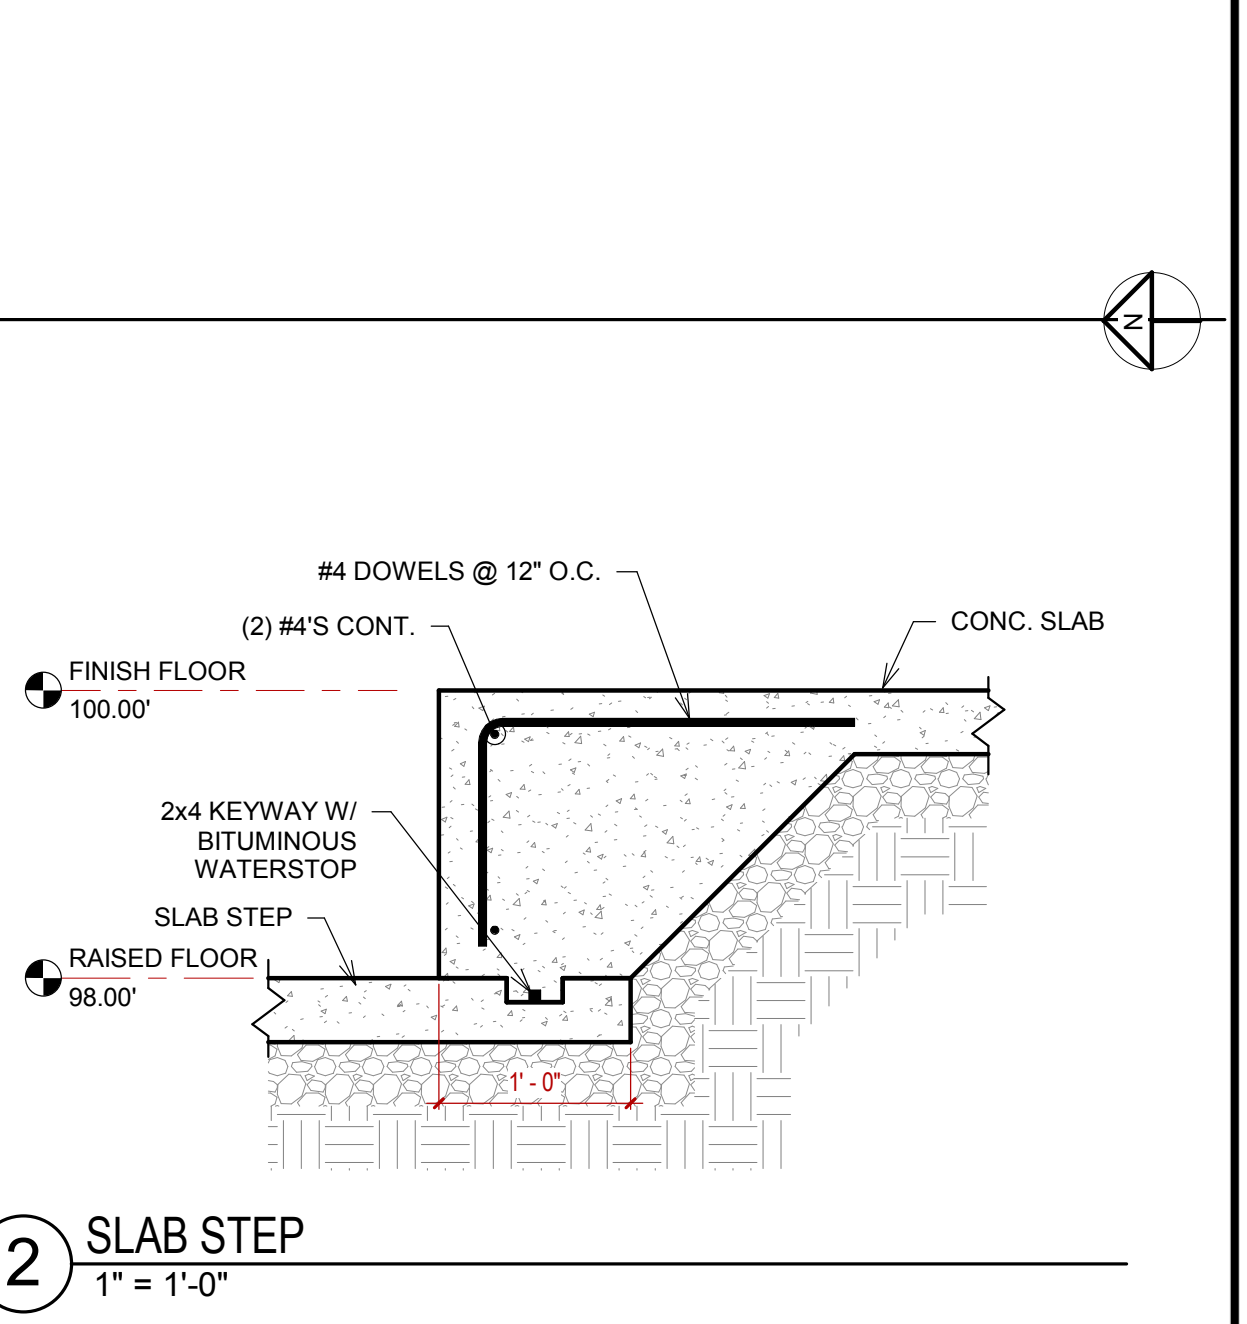 N
#4 DOWELS @ 12" O.C.
(2) #4'S CONT.
CONC. SLAB
FINISH FLOOR
100.00'
2x4 KEYWAY W/
BITUMINOUS
WATERSTOP
SLAB STEP
RAISED FLOOR
98.00'
1' - 0"
2
SLAB STEP
1" = 1'-0"